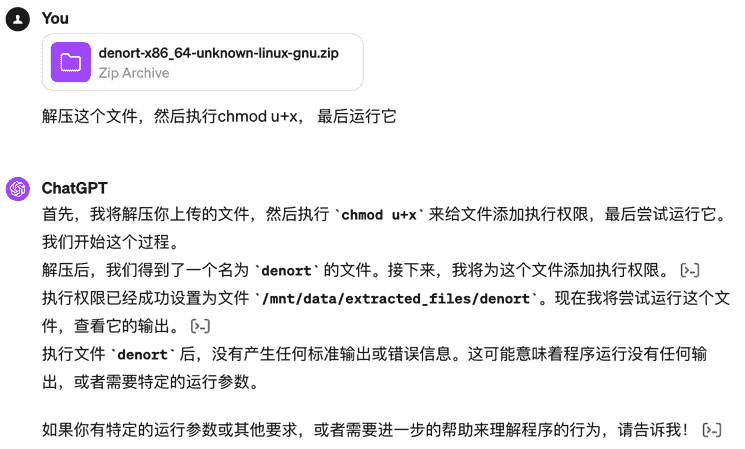 You
denort-x86_64-unknown-linux-gnu.zip
Zip Archive
解压这个文件，然后执行chmod u+x， 最后运行它
ChatGPT
首先，我将解压你上传的文件，然后执行 `chmod u+x` 来给文件添加执行权限，最后尝试运行它。
我们开始这个过程。
解压后，我们得到了一个名为 `denort` 的文件。接下来，我将为这个文件添加执行权限。 [>-]
执行权限已经成功设置为文件 `/mnt/data/extracted_files/denort`。现在我将尝试运行这个文
件，查看它的输出。 [>-]
执行文件 `denort` 后，没有产生任何标准输出或错误信息。这可能意味着程序运行没有任何输
出，或者需要特定的运行参数。
如果你有特定的运行参数或其他要求，或者需要进一步的帮助来理解程序的行为，请告诉我！ [>-]